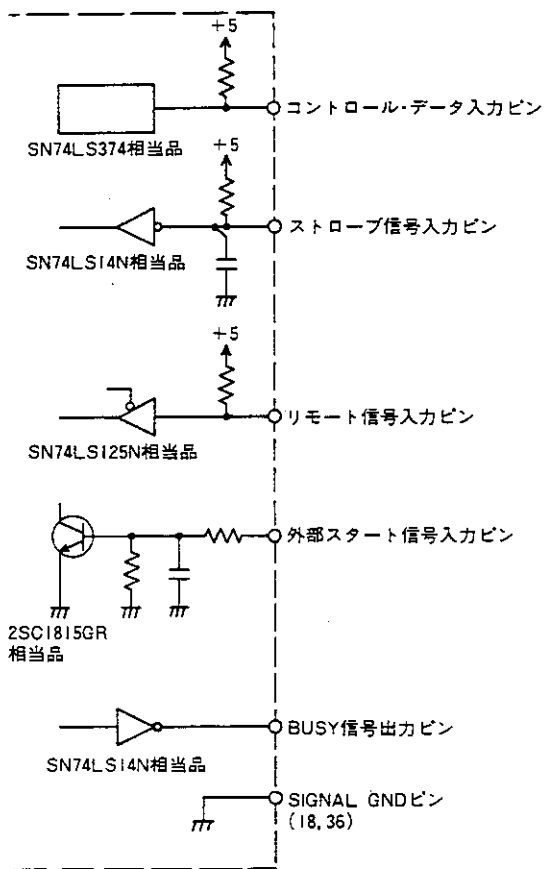 +5
コントロール・データ入力ピン
SN74LS374相当品
+5
ストローブ信号入力ピン
SN74LS14N相当品
+5
リモート信号入力ピン
SN74LS125N相当品
外部スタート信号入力ピン
2SC1815GR
相当品
BUSY信号出力ピン
SN74LS14N相当品
SIGNAL GNDピン
(18,36)